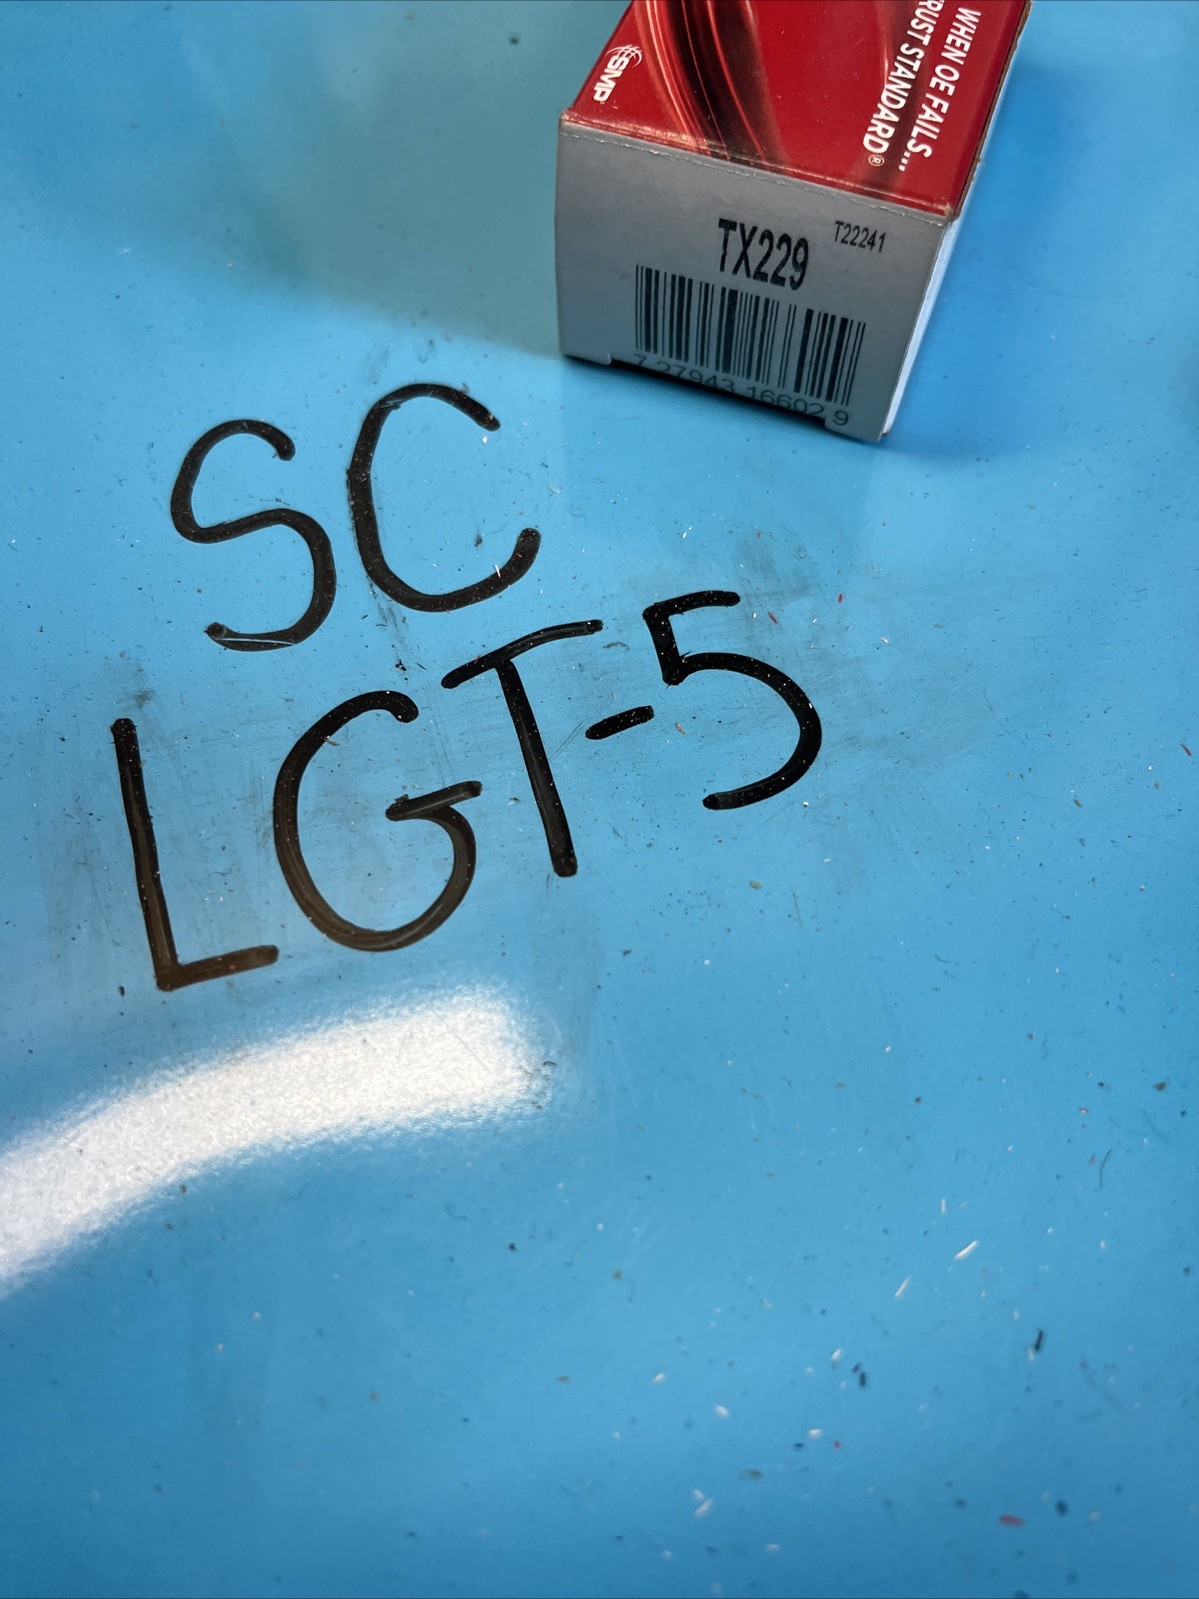 SMP
WHEN OE FAILS...
TRUST STANDARD®
TX229
T22241
7 27943 16602 9
SC
LGT-5